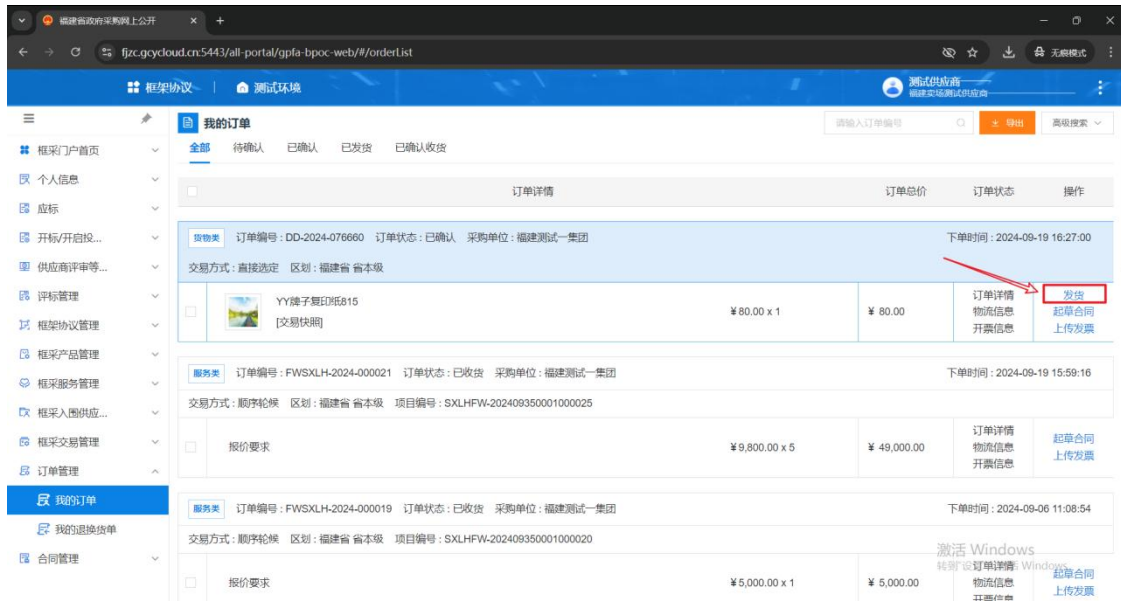 福建省政府采购网上公开
fjzc.gcycloud.cn:5443/all-portal/gpfa-bpoc-web/#/orderList
无痕模式
框架协议
测试环境
测试供应商
福建卖场测试供应商
我的订单
请输入订单编号
导出
高级搜索
全部 待确认 已确认 已发货 已确认收货
框采门户首页
个人信息
应标
开标/开启投...
供应商评审等...
评标管理
框架协议管理
框采产品管理
框采服务管理
框采入围供应...
框采交易管理
订单管理
我的订单
我的退换货单
合同管理
订单详情 订单总价 订单状态 操作
货物类 订单编号 : DD-2024-076660 订单状态 : 已确认 采购单位 : 福建测试一集团 下单时间 : 2024-09-19 16:27:00
交易方式 : 直接选定 区划 : 福建省 省本级
YY牌子复印纸815
[交易快照]
¥ 80.00 x 1
¥ 80.00
订单详情
物流信息
开票信息
发货
起草合同
上传发票
服务类 订单编号 : FWSXLH-2024-000021 订单状态 : 已收货 采购单位 : 福建测试一集团 下单时间 : 2024-09-19 15:59:16
交易方式 : 顺序轮候 区划 : 福建省 省本级 项目编号 : SXLHFW-202409350001000025
报价要求
¥ 9,800.00 x 5
¥ 49,000.00
订单详情
物流信息
开票信息
起草合同
上传发票
服务类 订单编号 : FWSXLH-2024-000019 订单状态 : 已收货 采购单位 : 福建测试一集团 下单时间 : 2024-09-06 11:08:54
交易方式 : 顺序轮候 区划 : 福建省 省本级 项目编号 : SXLHFW-202409350001000020
报价要求
¥ 5,000.00 x 1
¥ 5,000.00
订单详情
物流信息
开票信息
起草合同
上传发票
激活 Windows